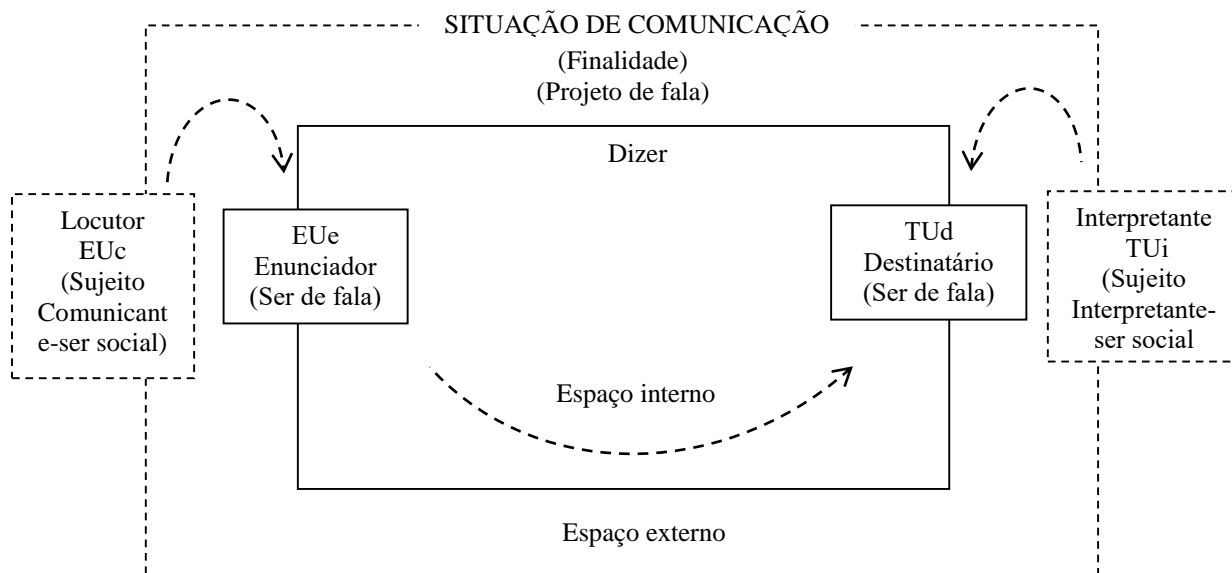 SITUAÇÃO DE COMUNICAÇÃO
(Finalidade)
(Projeto de fala)
Dizer
Locutor
EUc
(Sujeito
Comunicant
e-ser social)
EUe
Enunciador
(Ser de fala)
TUd
Destinatário
(Ser de fala)
Interpretante
TUi
(Sujeito
Interpretante-
ser social
Espaço interno
Espaço externo